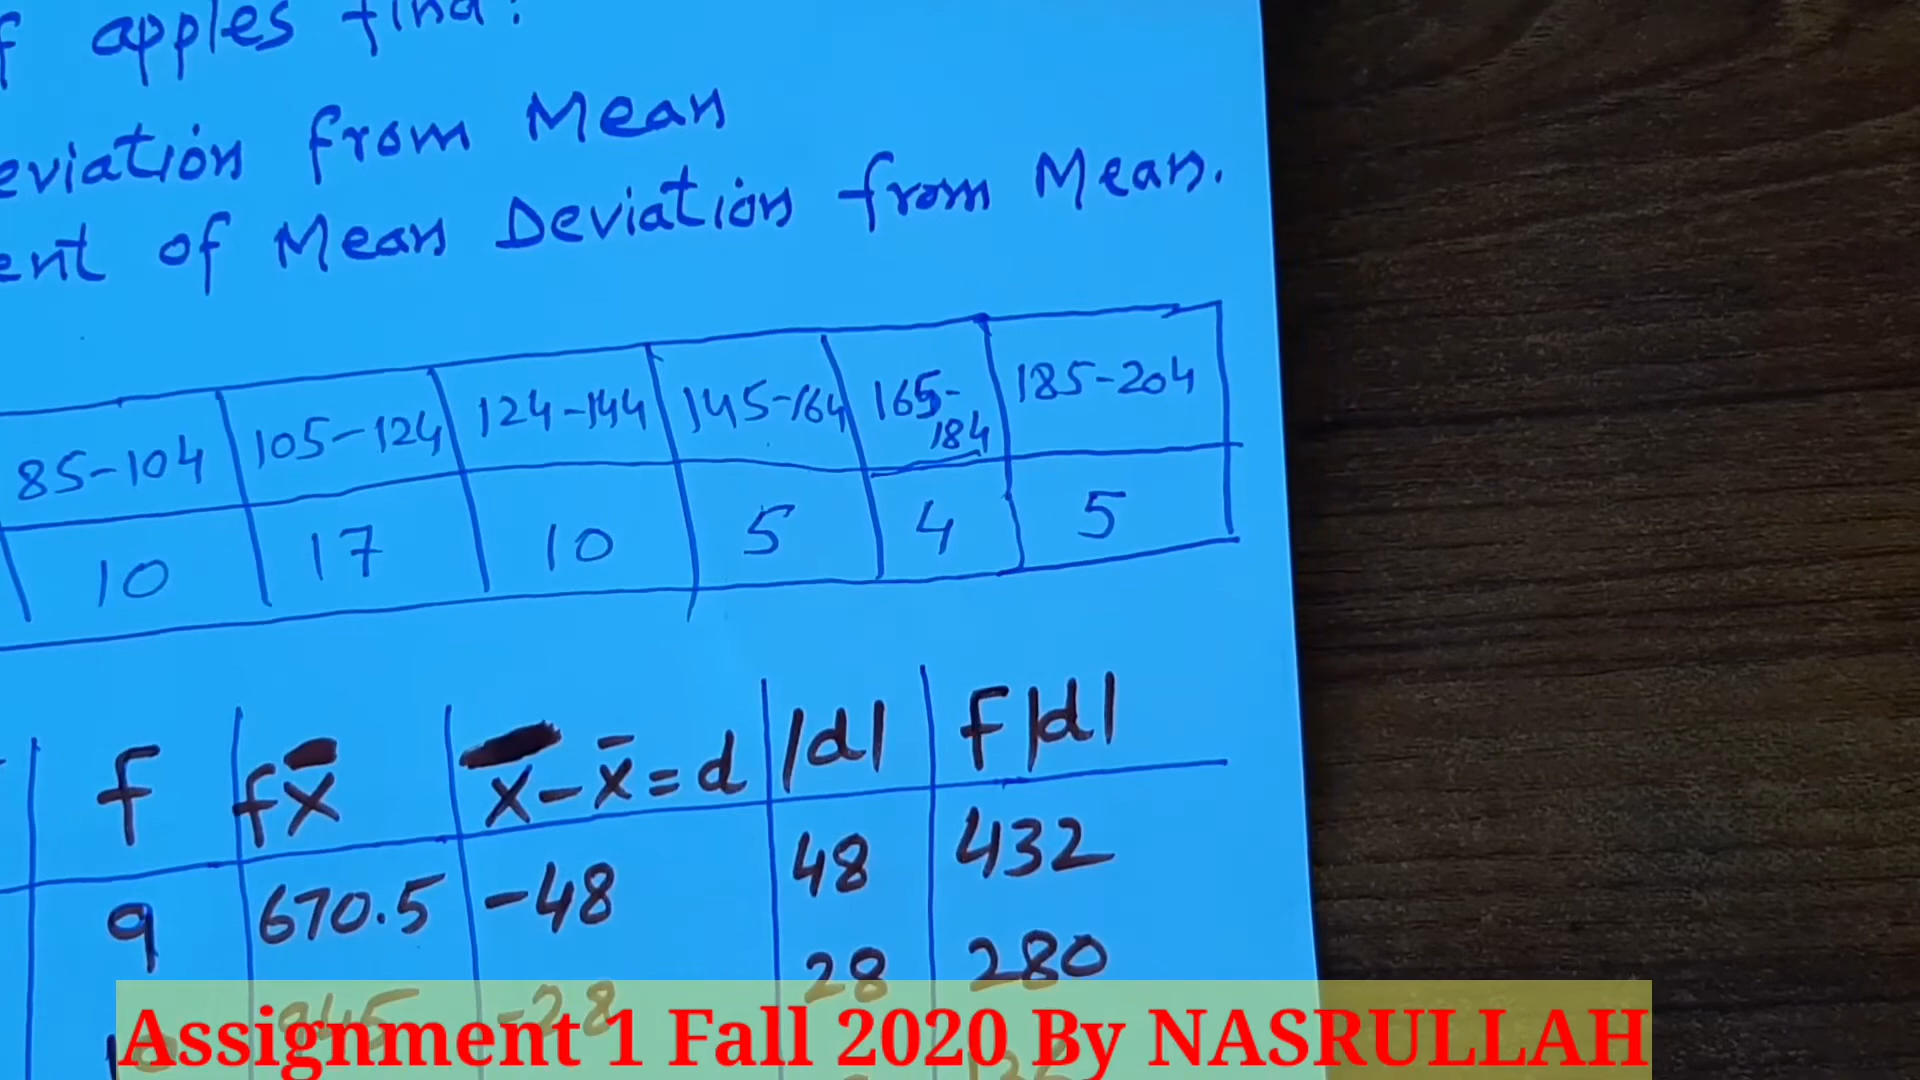 apples find:
eviation from Mean
ent of Mean Deviation from Mean.
85-104 105-124 124-144 145-164 165-184 185-204
10 17 10 5 4 5
f fx x-x̄=d |d| f|d|
9 670.5 -48 48 432
945 -28 28 280
Assignment 1 Fall 2020 By NASRULLAH